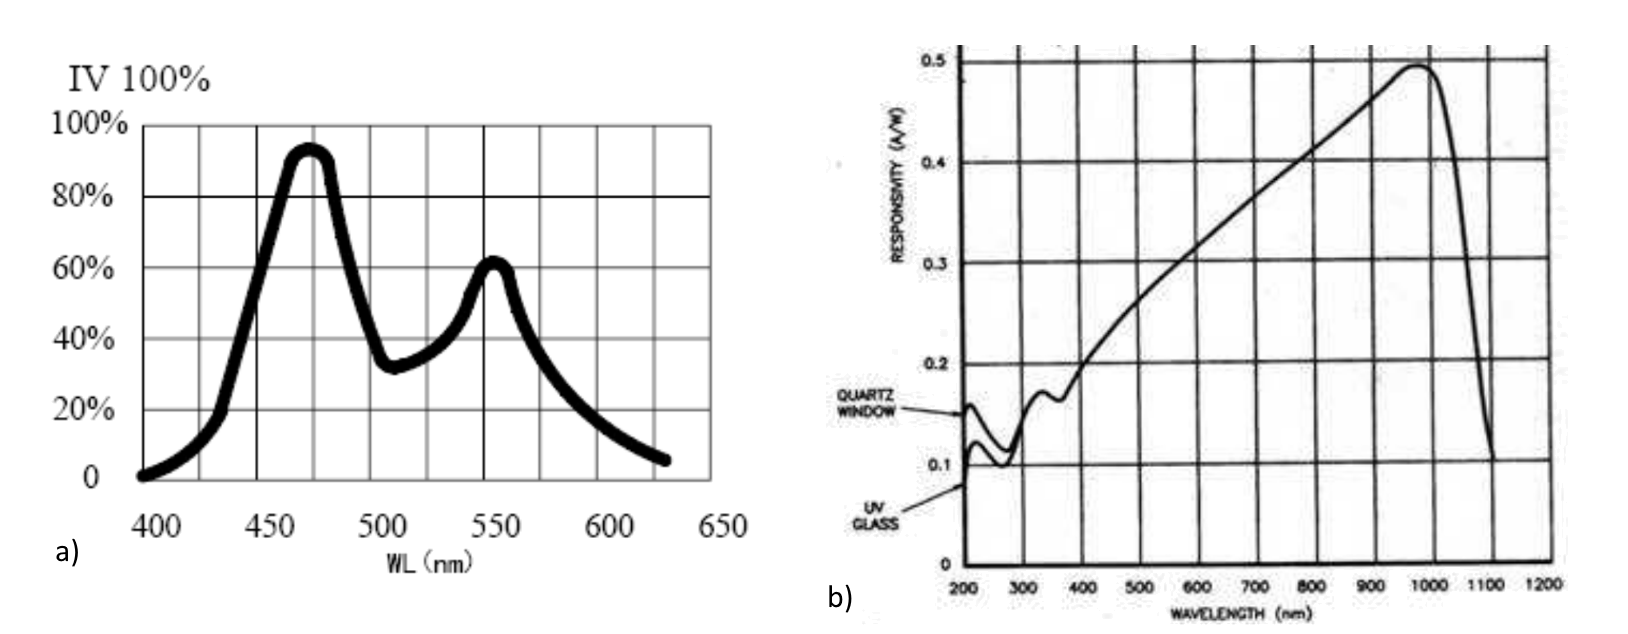 IV 100%
100%
80%
60%
40%
20%
0
400 450 500 550 600 650
WL (nm)
a)
0.5
0.4
0.3
0.2
0.1
0
RESPONSIVITY (A/W)
QUARTZ
WINDOW
UV
GLASS
200 300 400 500 600 700 800 900 1000 1100 1200
WAVELENGTH (nm)
b)